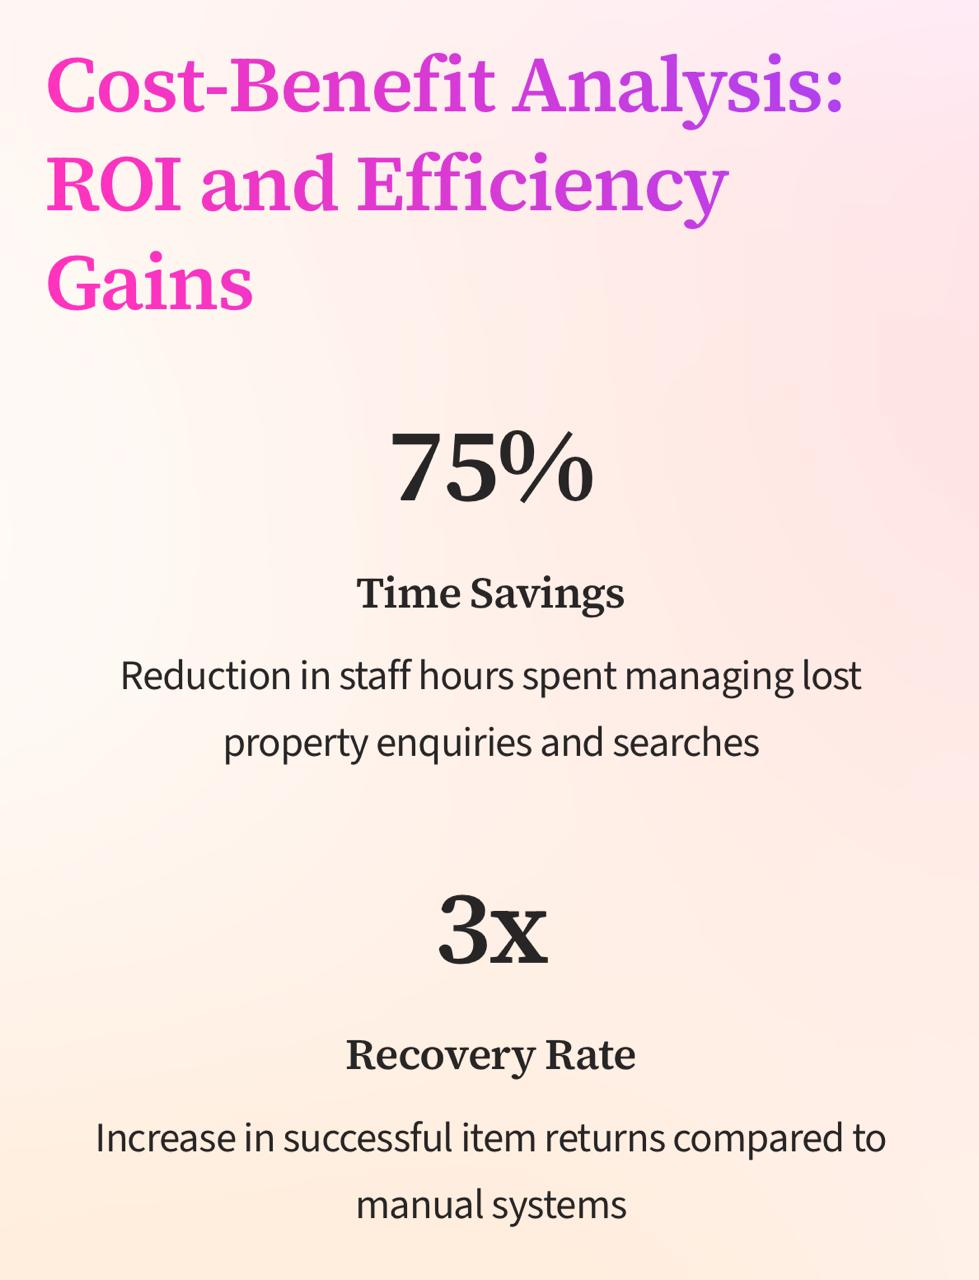 Cost-Benefit Analysis:
ROI and Efficiency
Gains
75%
Time Savings
Reduction in staff hours spent managing lost
property enquiries and searches
3x
Recovery Rate
Increase in successful item returns compared to
manual systems